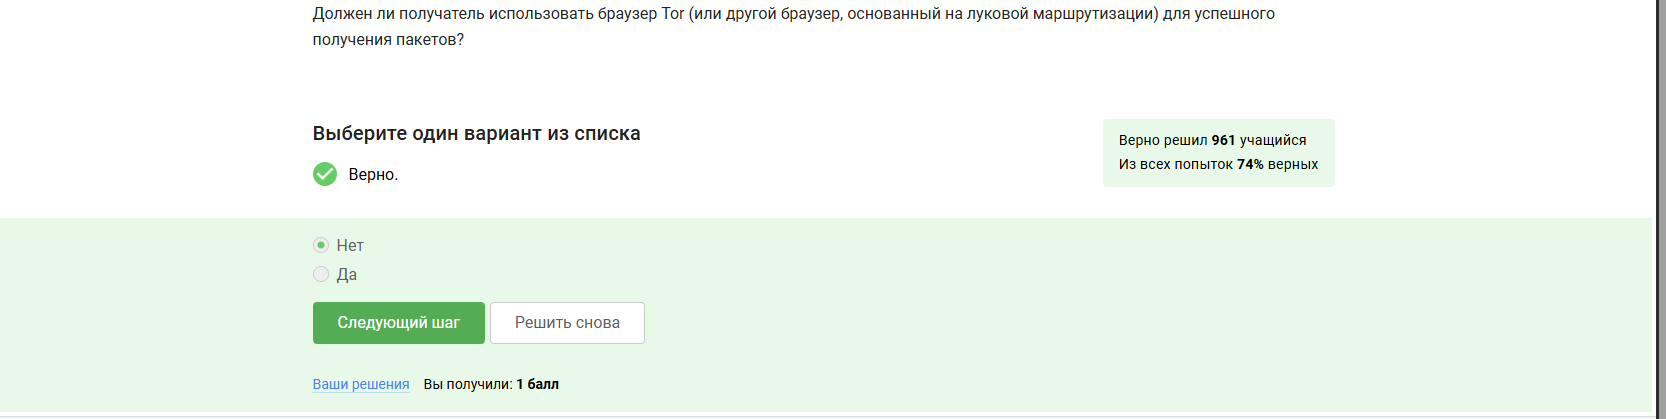 Должен ли получатель использовать браузер Tor (или другой браузер, основанный на луковой маршрутизации) для успешного
получения пакетов?
Выберите один вариант из списка
Верно.
Верно решил 961 учащийся
Из всех попыток 74% верных
Нет
Да
Следующий шаг
Решить снова
Ваши решения Вы получили: 1 балл